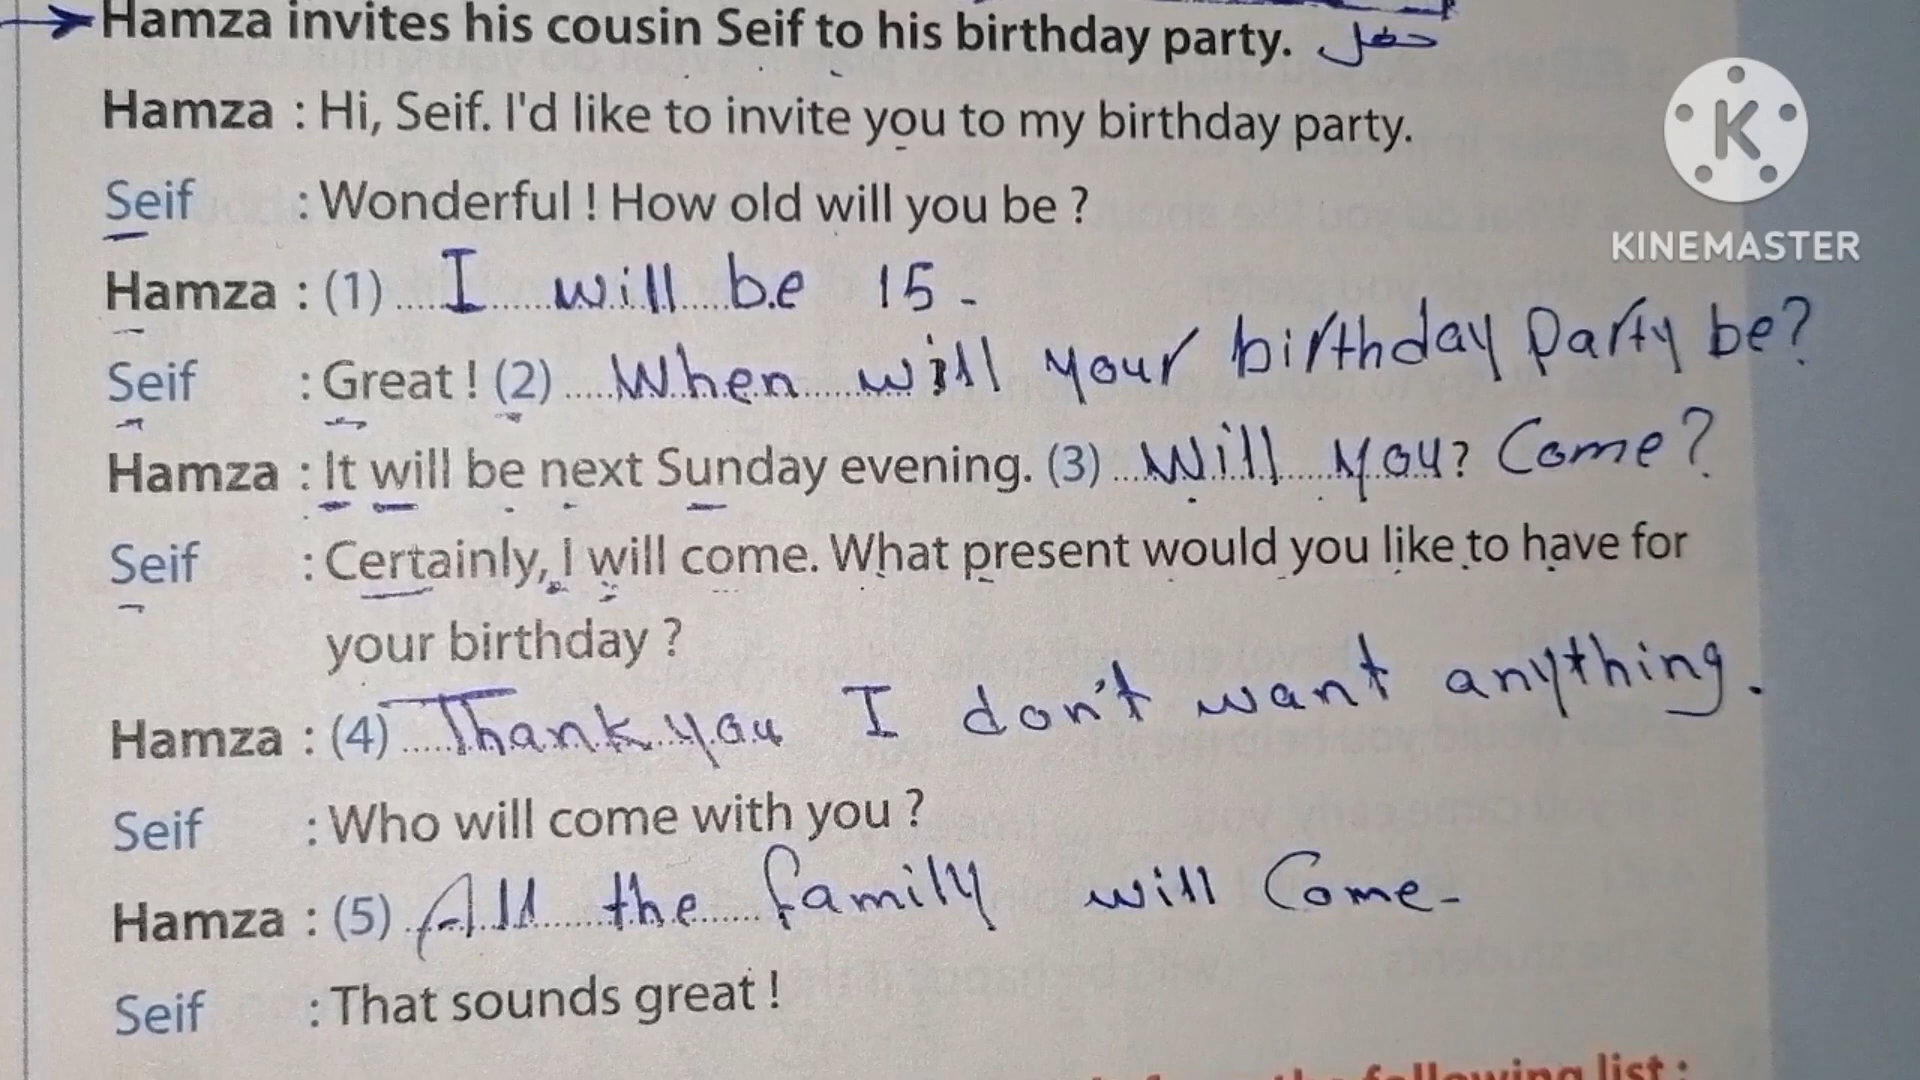 Hamza invites his cousin Seif to his birthday party. حفل
Hamza : Hi, Seif. I'd like to invite you to my birthday party.
Seif : Wonderful ! How old will you be ?
Hamza : (1) .... I will be 15 -
Seif : Great ! (2) .... When will your birthday party be?
Hamza : It will be next Sunday evening. (3) ... Will you? Come?
Seif : Certainly, I will come. What present would you like to have for
your birthday ?
Hamza : (4) .... Thank you I don't want anything.
Seif : Who will come with you ?
Hamza : (5) All the family will Come-
Seif : That sounds great !
the following list :
K
KINEMASTER